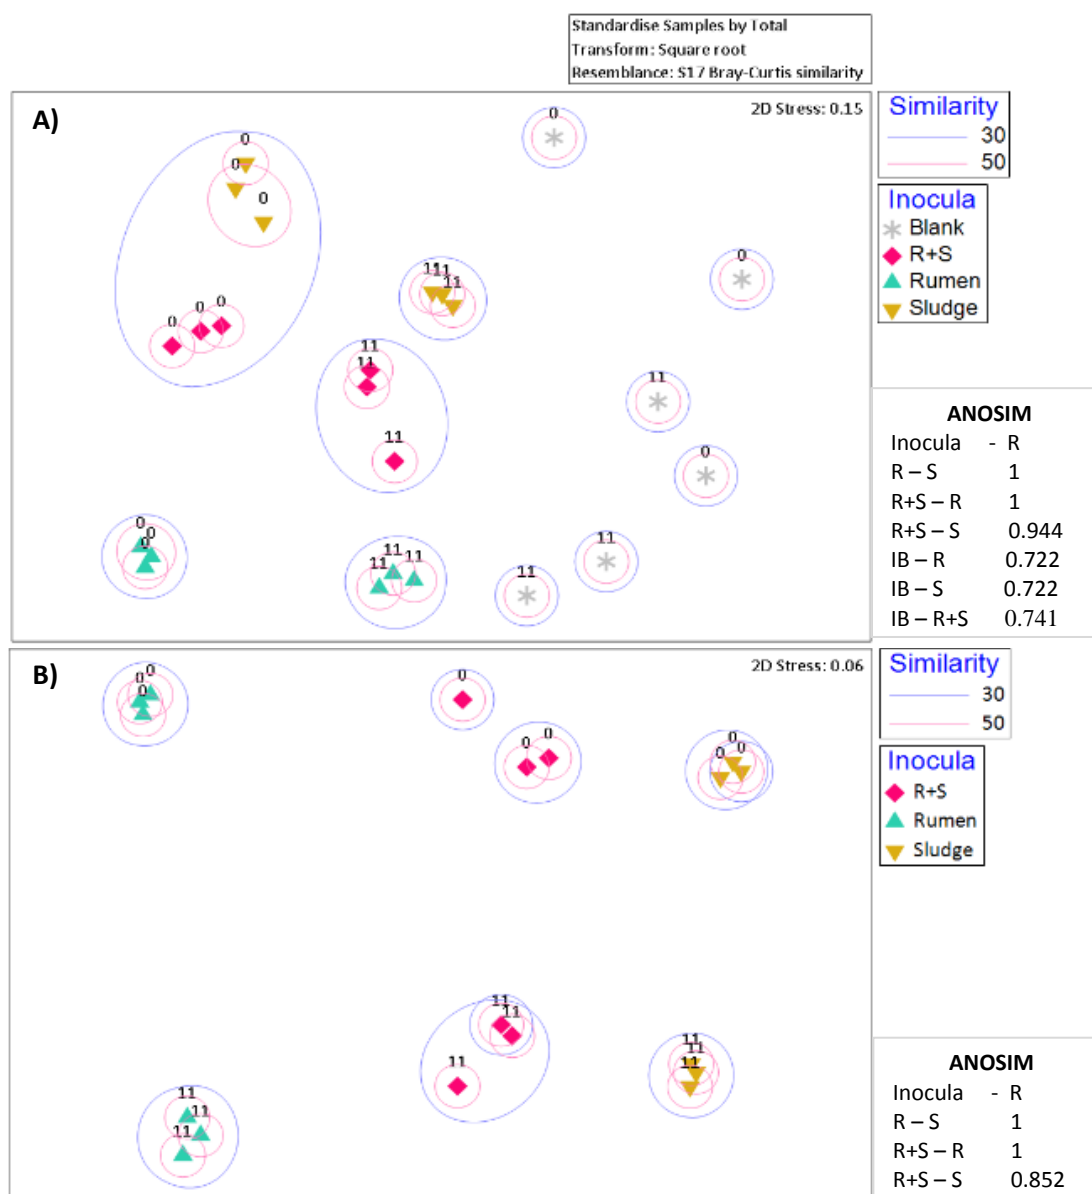 Standardise Samples by Total
Transform: Square root
Resemblance: S17 Bray-Curtis similarity
A)
2D Stress: 0.15
0
0
0
0
0
0
0
0
0
11
11
11
11
11
11
11
0
0
0
0
11
11
11
11
11
Similarity
30
50
Inocula
Blank
R+S
Rumen
Sludge
ANOSIM
Inocula - R
R – S 1
R+S – R 1
R+S – S 0.944
IB – R 0.722
IB – S 0.722
IB – R+S 0.741
B)
2D Stress: 0.06
0
0
0
0
0
0
0
0
0
11
11
11
11
11
11
11
11
11
Similarity
30
50
Inocula
R+S
Rumen
Sludge
ANOSIM
Inocula - R
R – S 1
R+S – R 1
R+S – S 0.852